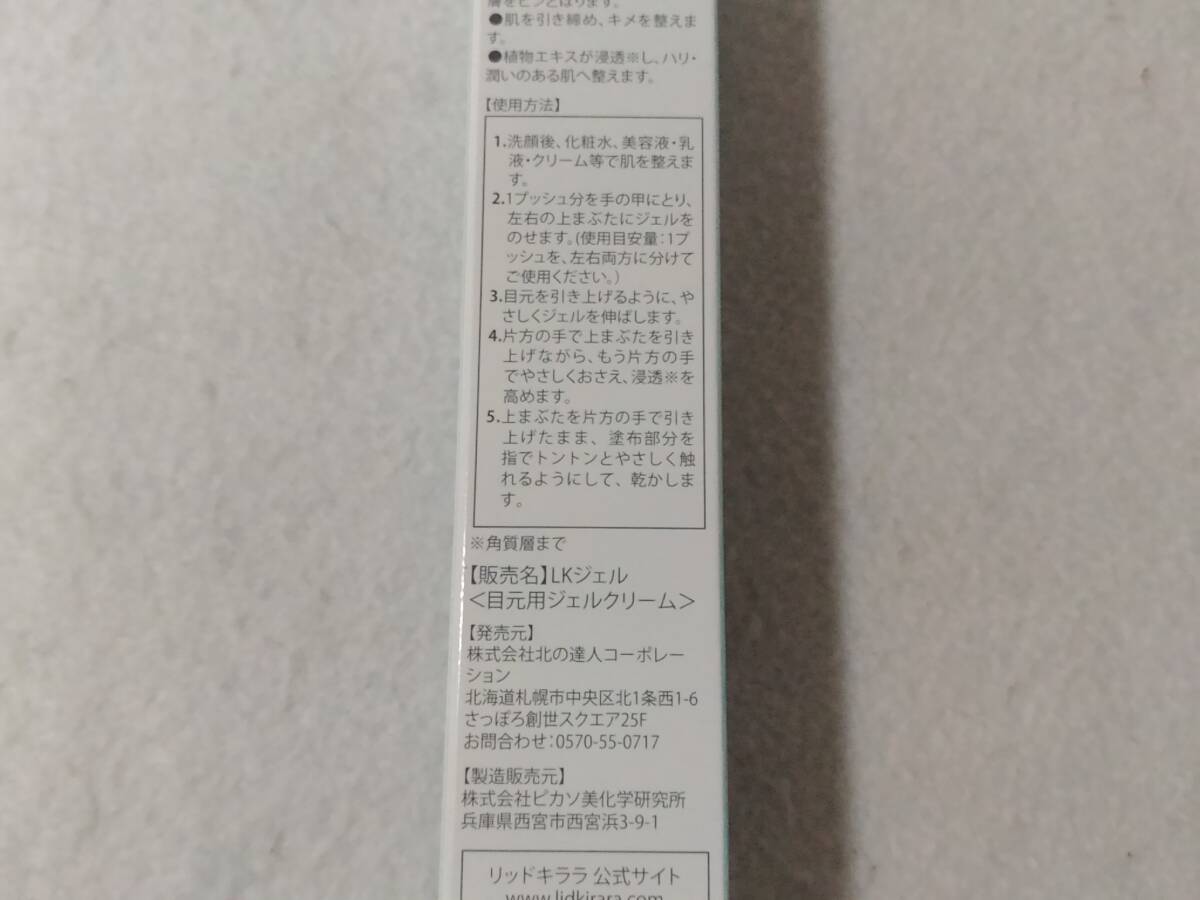 膚をピンとはります。
●肌を引き締め、キメを整えま
す。
●植物エキスが浸透※し、ハリ・
潤いのある肌へ整えます。
【使用方法】
1.洗顔後、化粧水、美容液・乳
液・クリーム等で肌を整えま
す。
2.1プッシュ分を手の甲にとり、
左右の上まぶたにジェルを
のせます。(使用目安量：1プ
ッシュを、左右両方に分けて
ご使用ください。)
3.目元を引き上げるように、や
さしくジェルを伸ばします。
4.片方の手で上まぶたを引き
上げながら、もう片方の手
でやさしくおさえ、浸透※を
高めます。
5.上まぶたを片方の手で引き
上げたまま、塗布部分を
指でトントンとやさしく触
れるようにして、乾かしま
す。
※角質層まで
【販売名】LKジェル
＜目元用ジェルクリーム＞
【発売元】
株式会社北の達人コーポレー
ション
北海道札幌市中央区北1条西1-6
さっぽろ創世スクエア25F
お問合わせ：0570-55-0717
【製造販売元】
株式会社ピカソ美化学研究所
兵庫県西宮市西宮浜3-9-1
リッドキララ 公式サイト
www.lidkirara.com